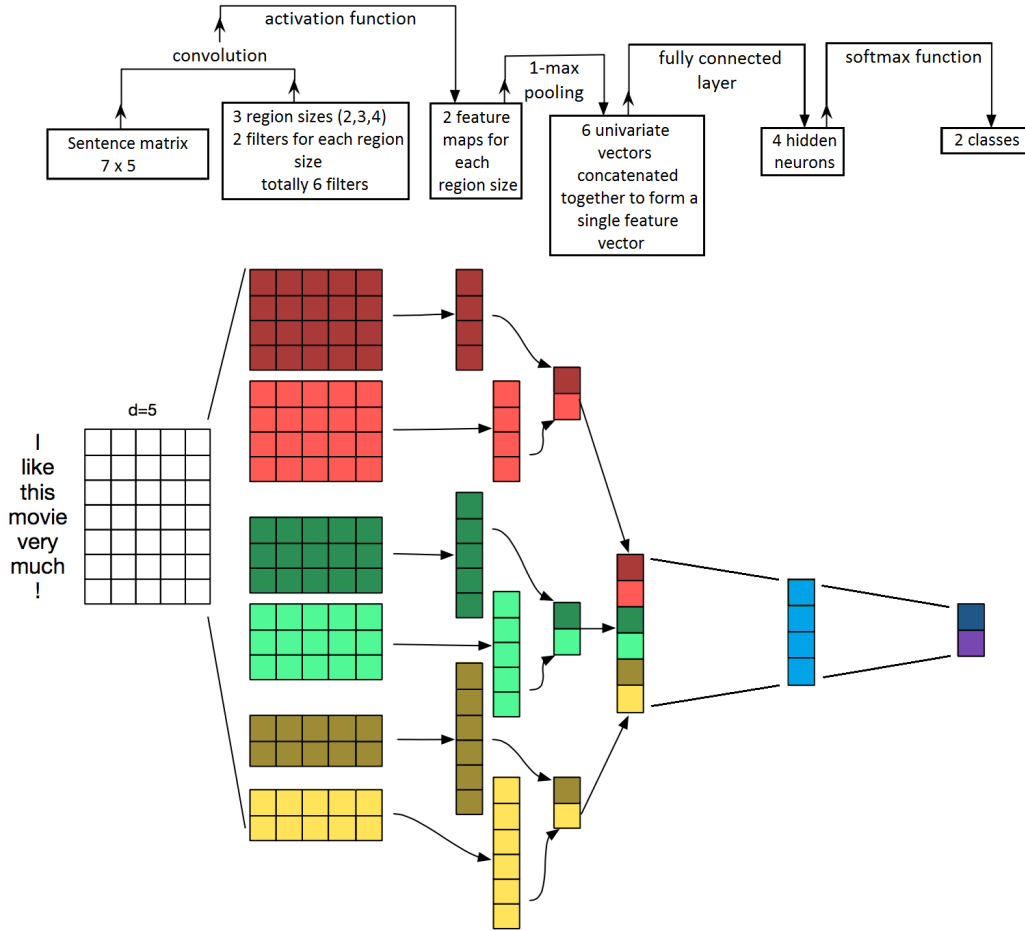 activation function
convolution
1-max
pooling
fully connected
layer
softmax function
Sentence matrix
7 x 5
3 region sizes (2,3,4)
2 filters for each region
size
totally 6 filters
2 feature
maps for
each
region size
6 univariate
vectors
concatenated
together to form a
single feature
vector
4 hidden
neurons
2 classes
d=5
I
like
this
movie
very
much
!